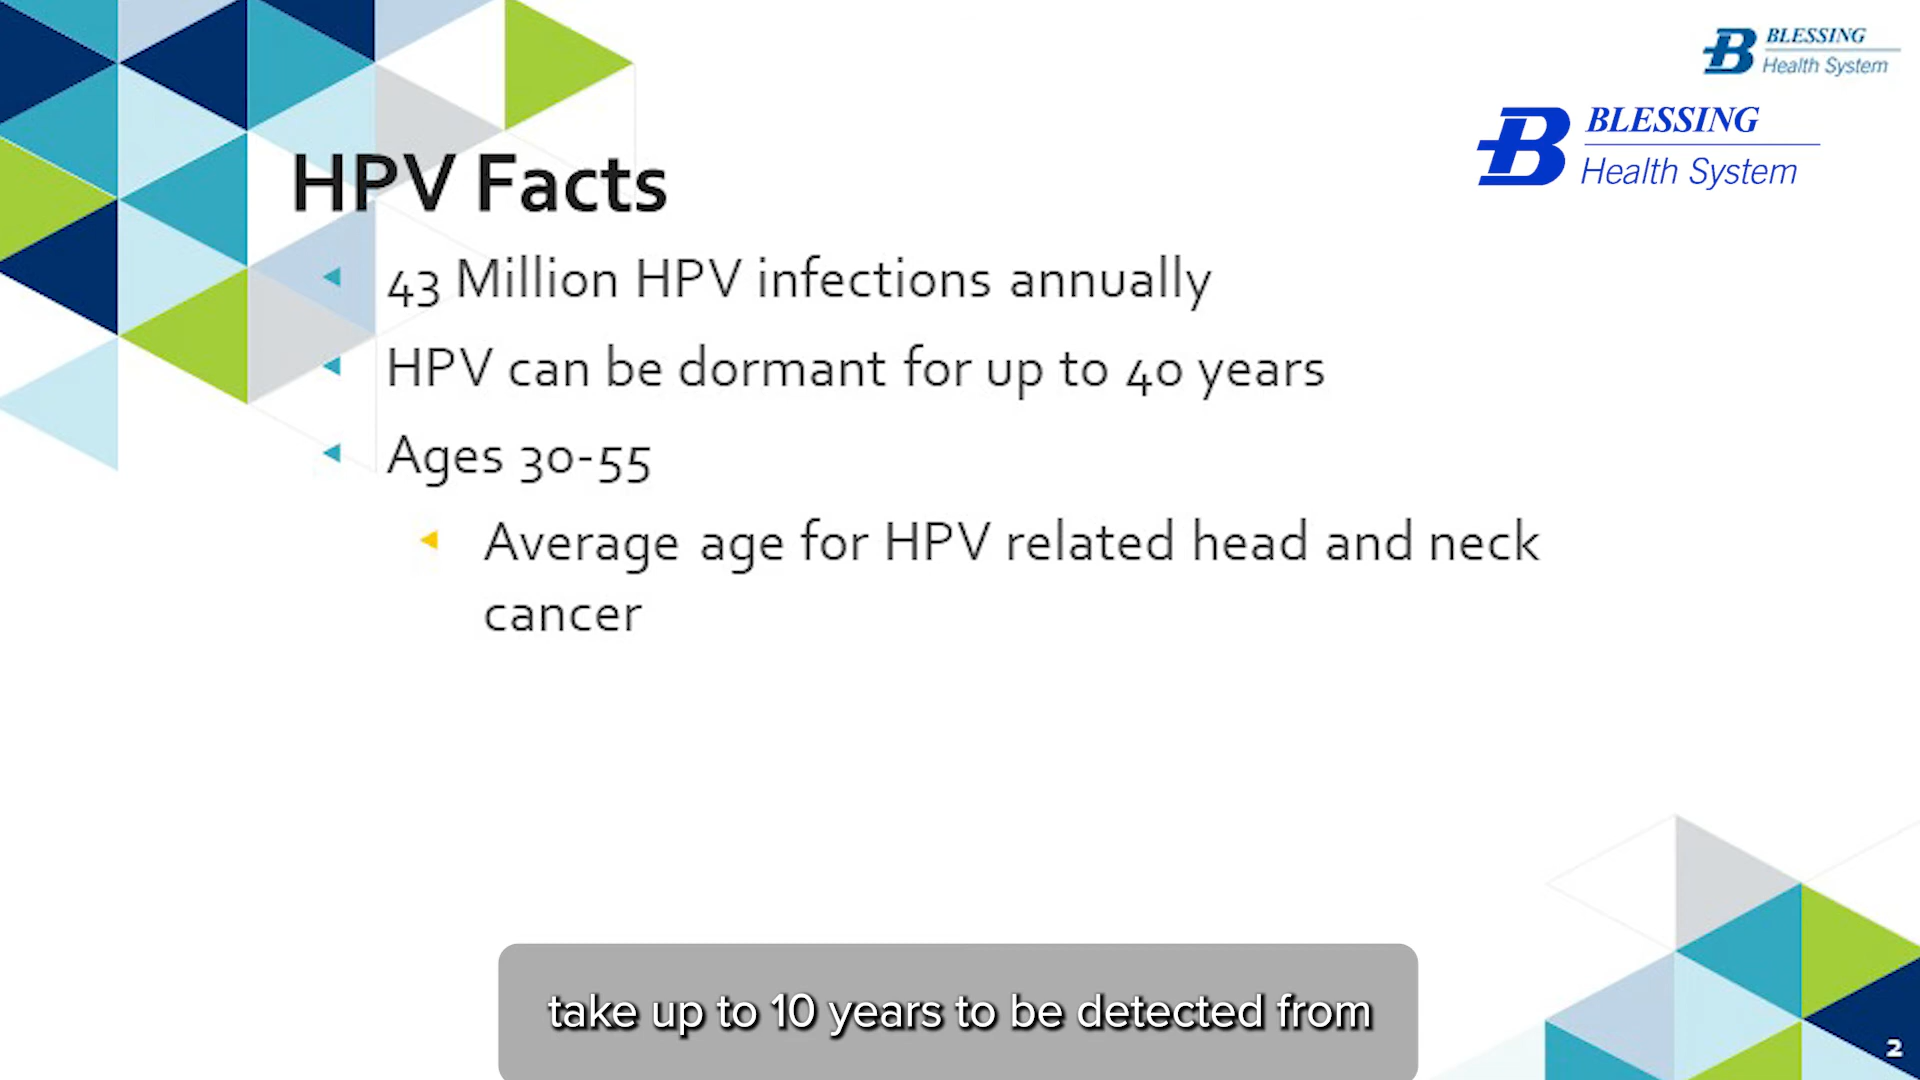 BLESSING
Health System
BLESSING
Health System
HPV Facts
43 Million HPV infections annually
HPV can be dormant for up to 40 years
Ages 30-55
Average age for HPV related head and neck
cancer
take up to 10 years to be detected from
2